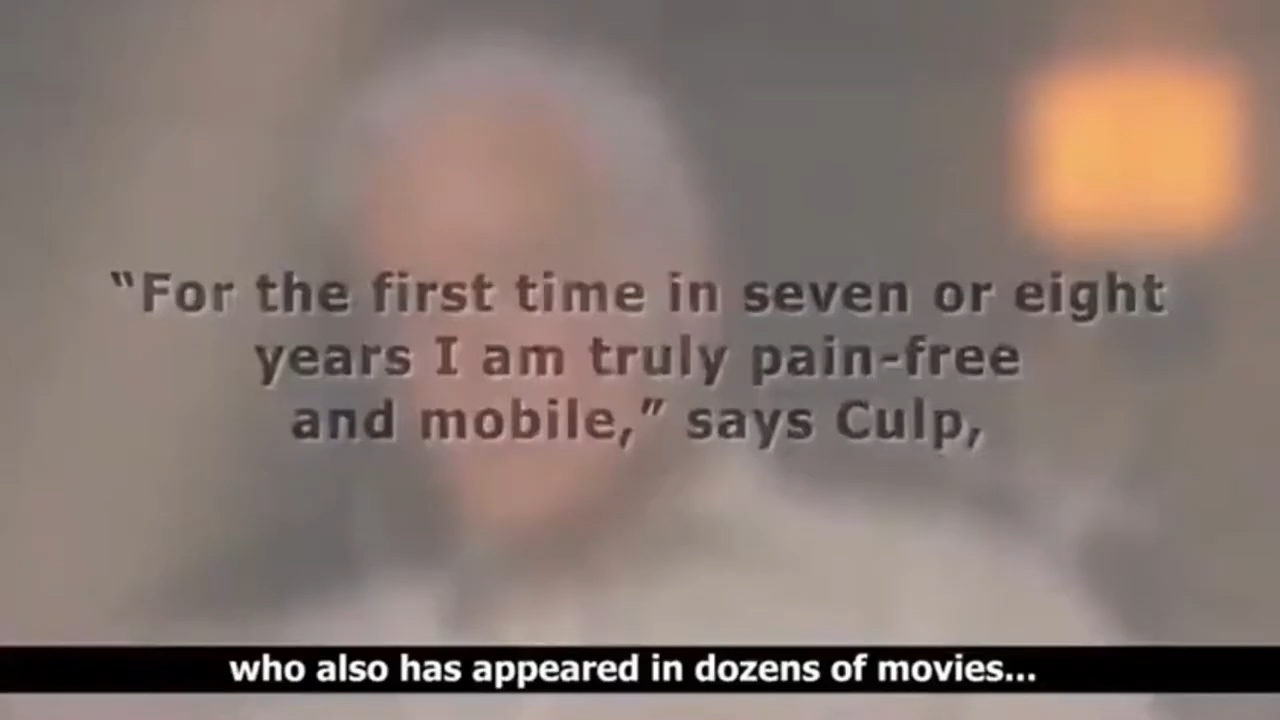 “For the first time in seven or eight
years I am truly pain-free
and mobile,” says Culp,
who also has appeared in dozens of movies...